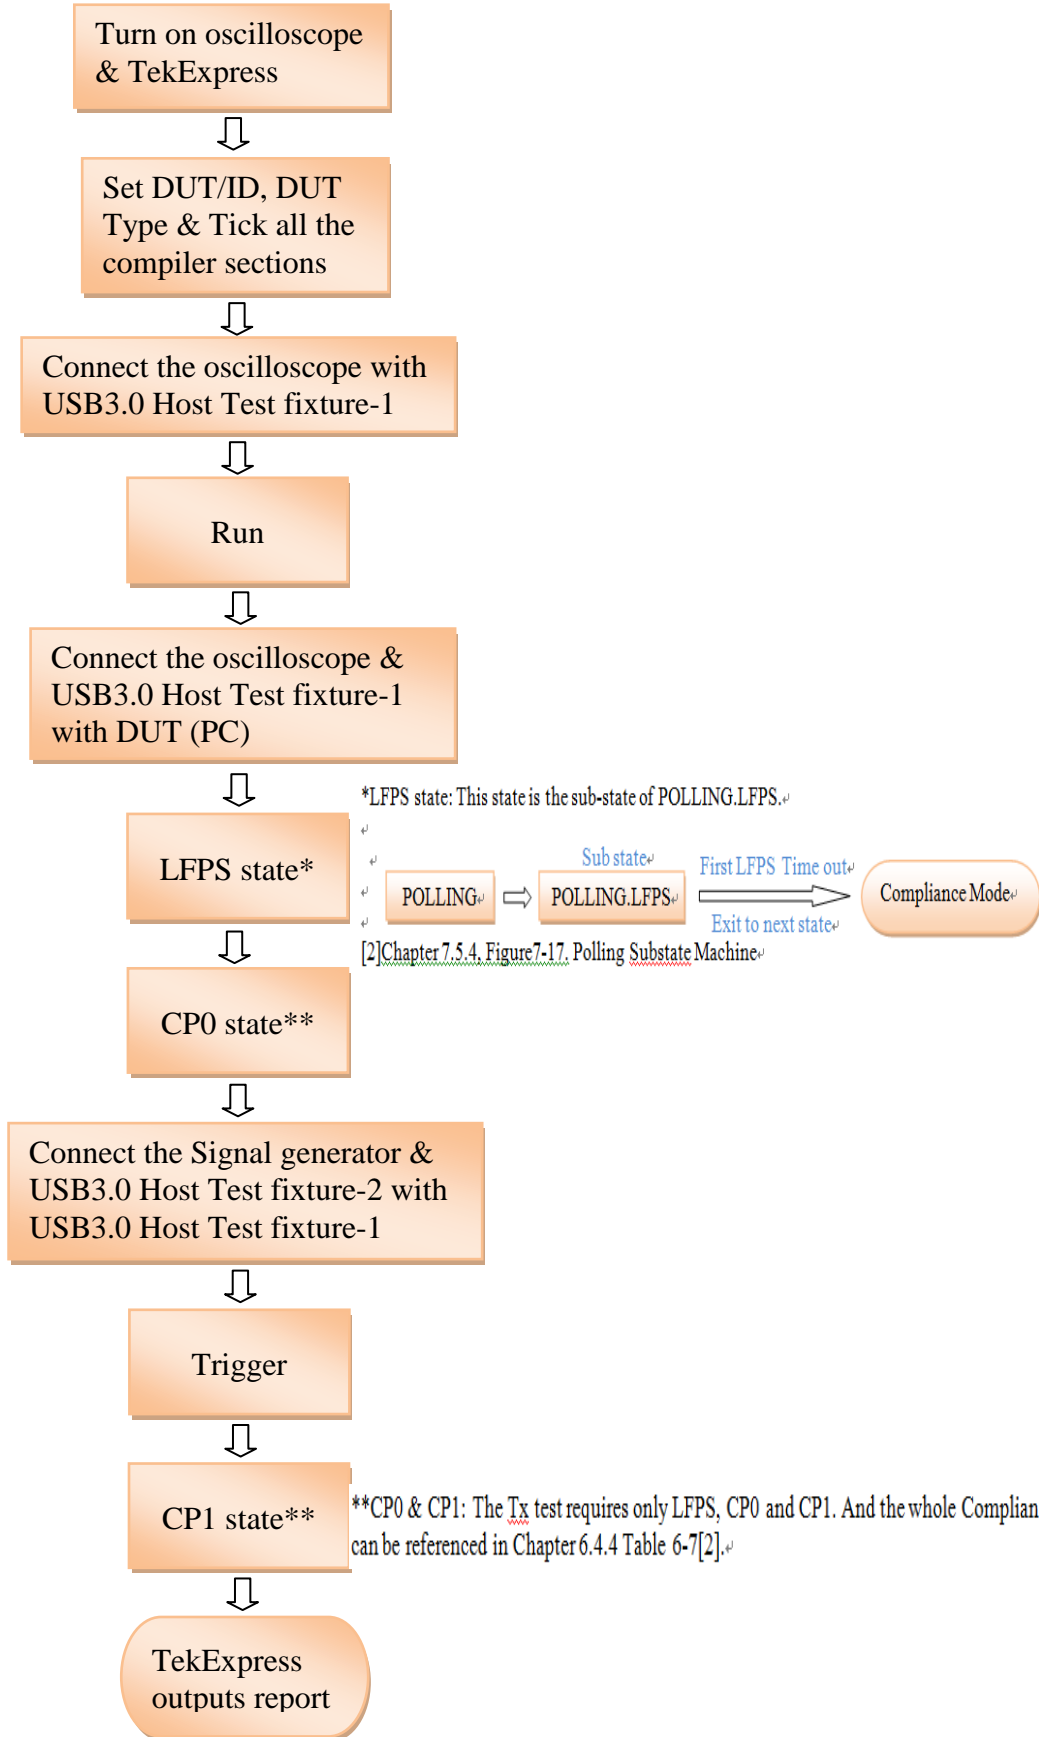 Turn on oscilloscope
& TekExpress
Set DUT/ID, DUT
Type & Tick all the
compiler sections
Connect the oscilloscope with
USB3.0 Host Test fixture-1
Run
Connect the oscilloscope &
USB3.0 Host Test fixture-1
with DUT (PC)
LFPS state*
*LFPS state: This state is the sub-state of POLLING.LFPS.
POLLING
Sub state
POLLING.LFPS
First LFPS Time out
Exit to next state
Compliance Mode
[2]Chapter 7.5.4, Figure7-17. Polling Substate Machine
CP0 state**
Connect the Signal generator &
USB3.0 Host Test fixture-2 with
USB3.0 Host Test fixture-1
Trigger
CP1 state**
**CP0 & CP1: The Tx test requires only LFPS, CP0 and CP1. And the whole Complian
can be referenced in Chapter 6.4.4 Table 6-7[2].
TekExpress
outputs report